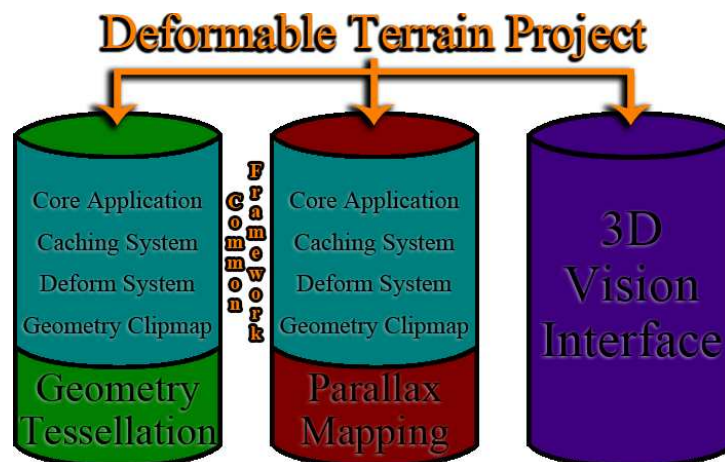 Deformable Terrain Project
Core Application
Caching System
Deform System
Geometry Clipmap
Geometry
Tessellation
Common
Framework
Core Application
Caching System
Deform System
Geometry Clipmap
Parallax
Mapping
3D
Vision
Interface